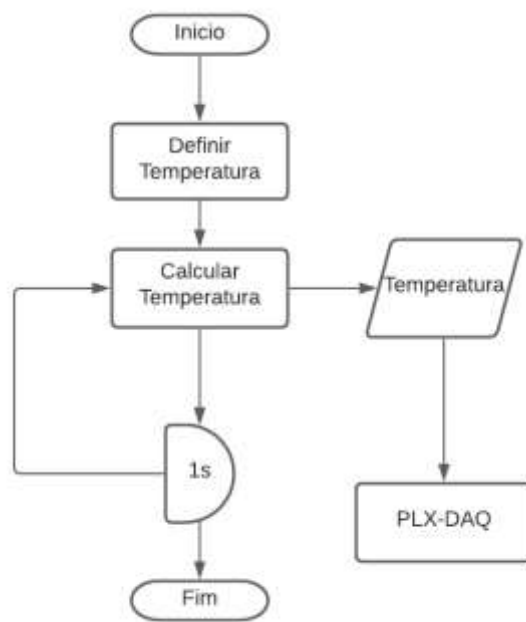 Inicio
Definir
Temperatura
Calcular
Temperatura
Temperatura
1s
PLX-DAQ
Fim